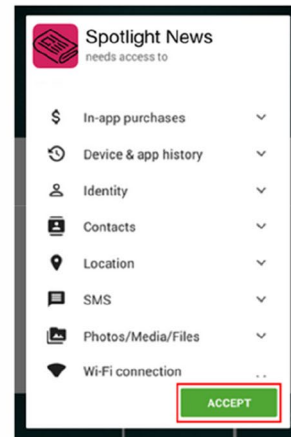 Spotlight News
needs access to
In-app purchases
Device & app history
Identity
Contacts
Location
SMS
Photos/Media/Files
Wi-Fi connection
ACCEPT